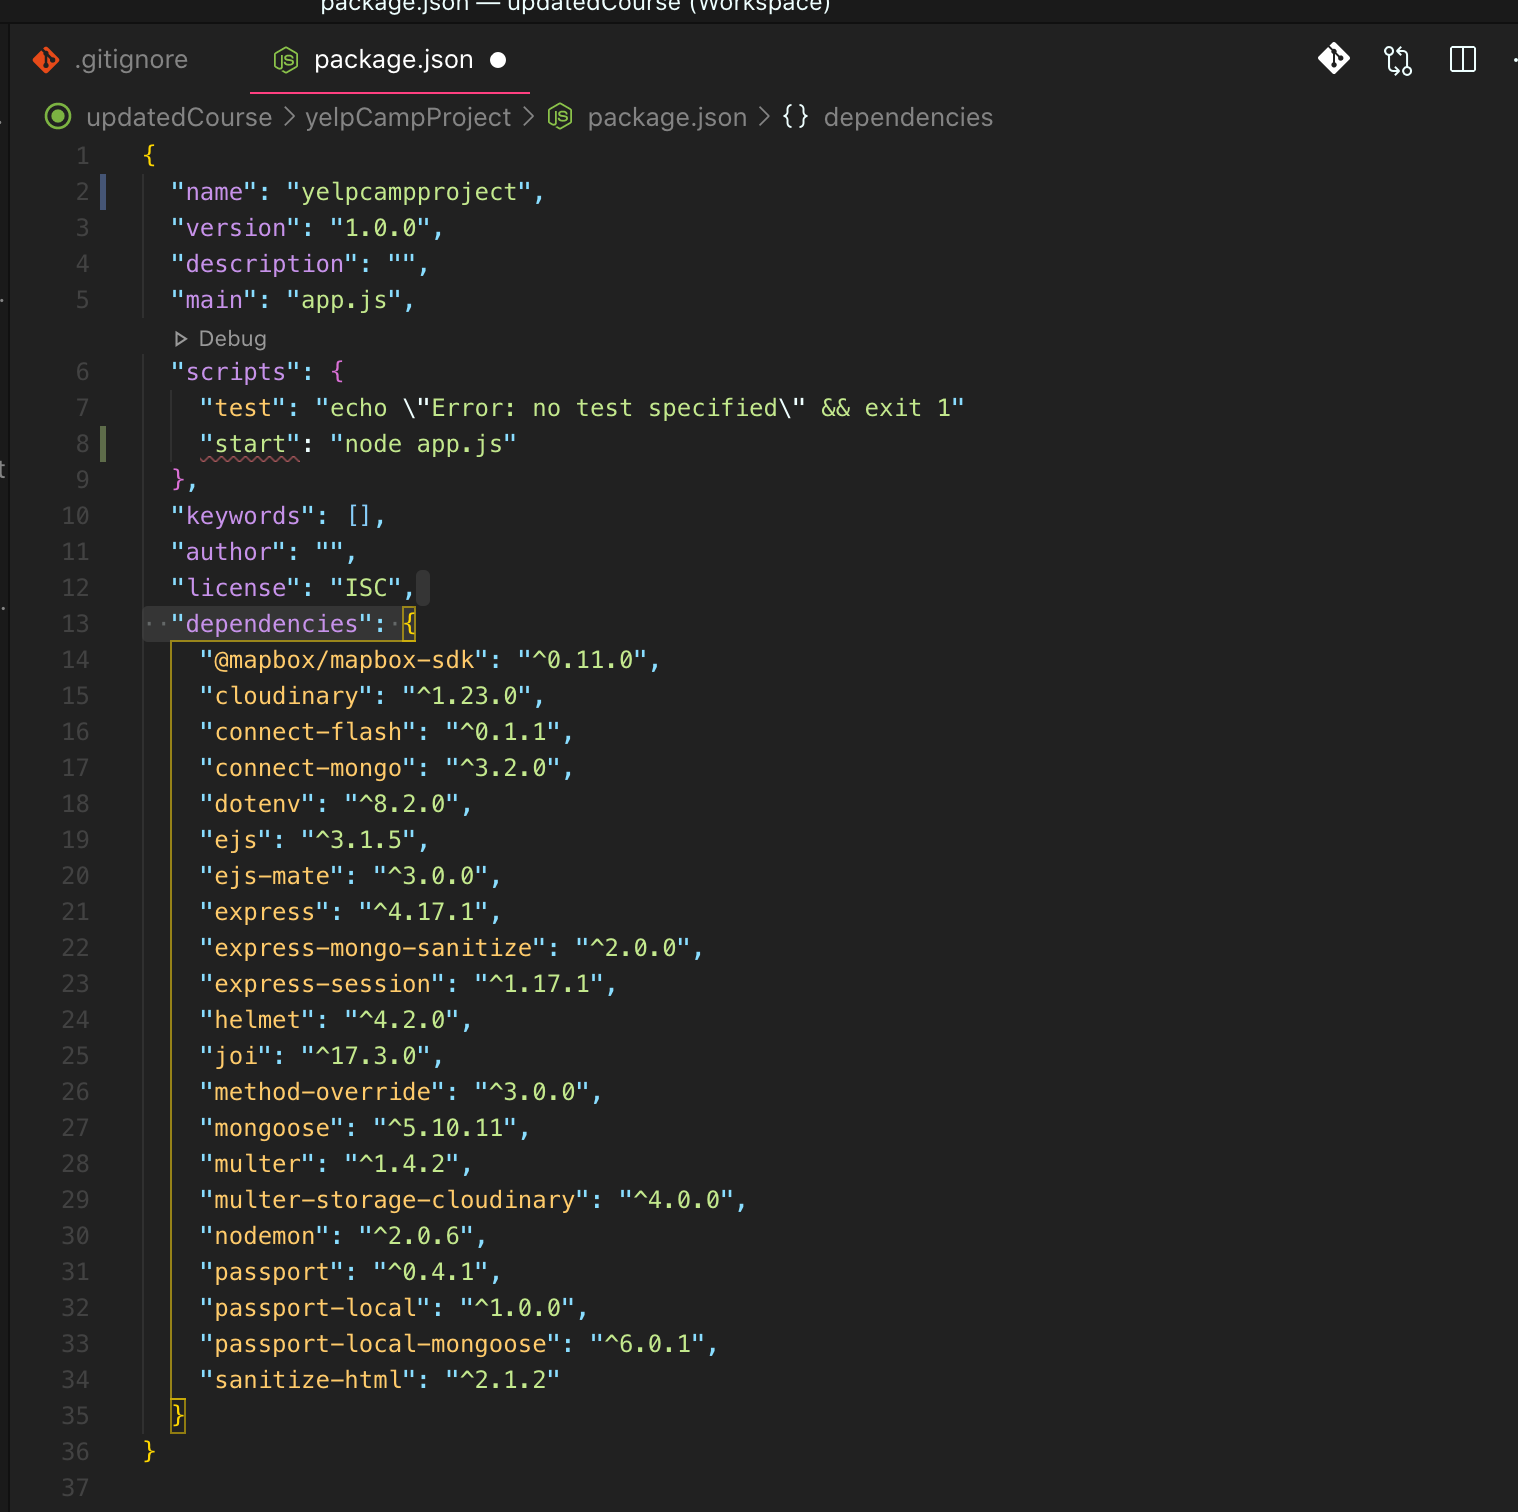 package.json — updatedCourse (Workspace)
.gitignore
package.json
updatedCourse > yelpCampProject > package.json > {} dependencies
1 {
2 "name": "yelpcampproject",
3 "version": "1.0.0",
4 "description": "",
5 "main": "app.js",
Debug
6 "scripts": {
7 "test": "echo \"Error: no test specified\" && exit 1"
8 "start": "node app.js"
9 },
10 "keywords": [],
11 "author": "",
12 "license": "ISC",
13 "dependencies": {
14 "@mapbox/mapbox-sdk": "^0.11.0",
15 "cloudinary": "^1.23.0",
16 "connect-flash": "^0.1.1",
17 "connect-mongo": "^3.2.0",
18 "dotenv": "^8.2.0",
19 "ejs": "^3.1.5",
20 "ejs-mate": "^3.0.0",
21 "express": "^4.17.1",
22 "express-mongo-sanitize": "^2.0.0",
23 "express-session": "^1.17.1",
24 "helmet": "^4.2.0",
25 "joi": "^17.3.0",
26 "method-override": "^3.0.0",
27 "mongoose": "^5.10.11",
28 "multer": "^1.4.2",
29 "multer-storage-cloudinary": "^4.0.0",
30 "nodemon": "^2.0.6",
31 "passport": "^0.4.1",
32 "passport-local": "^1.0.0",
33 "passport-local-mongoose": "^6.0.1",
34 "sanitize-html": "^2.1.2"
35 }
36 }
37